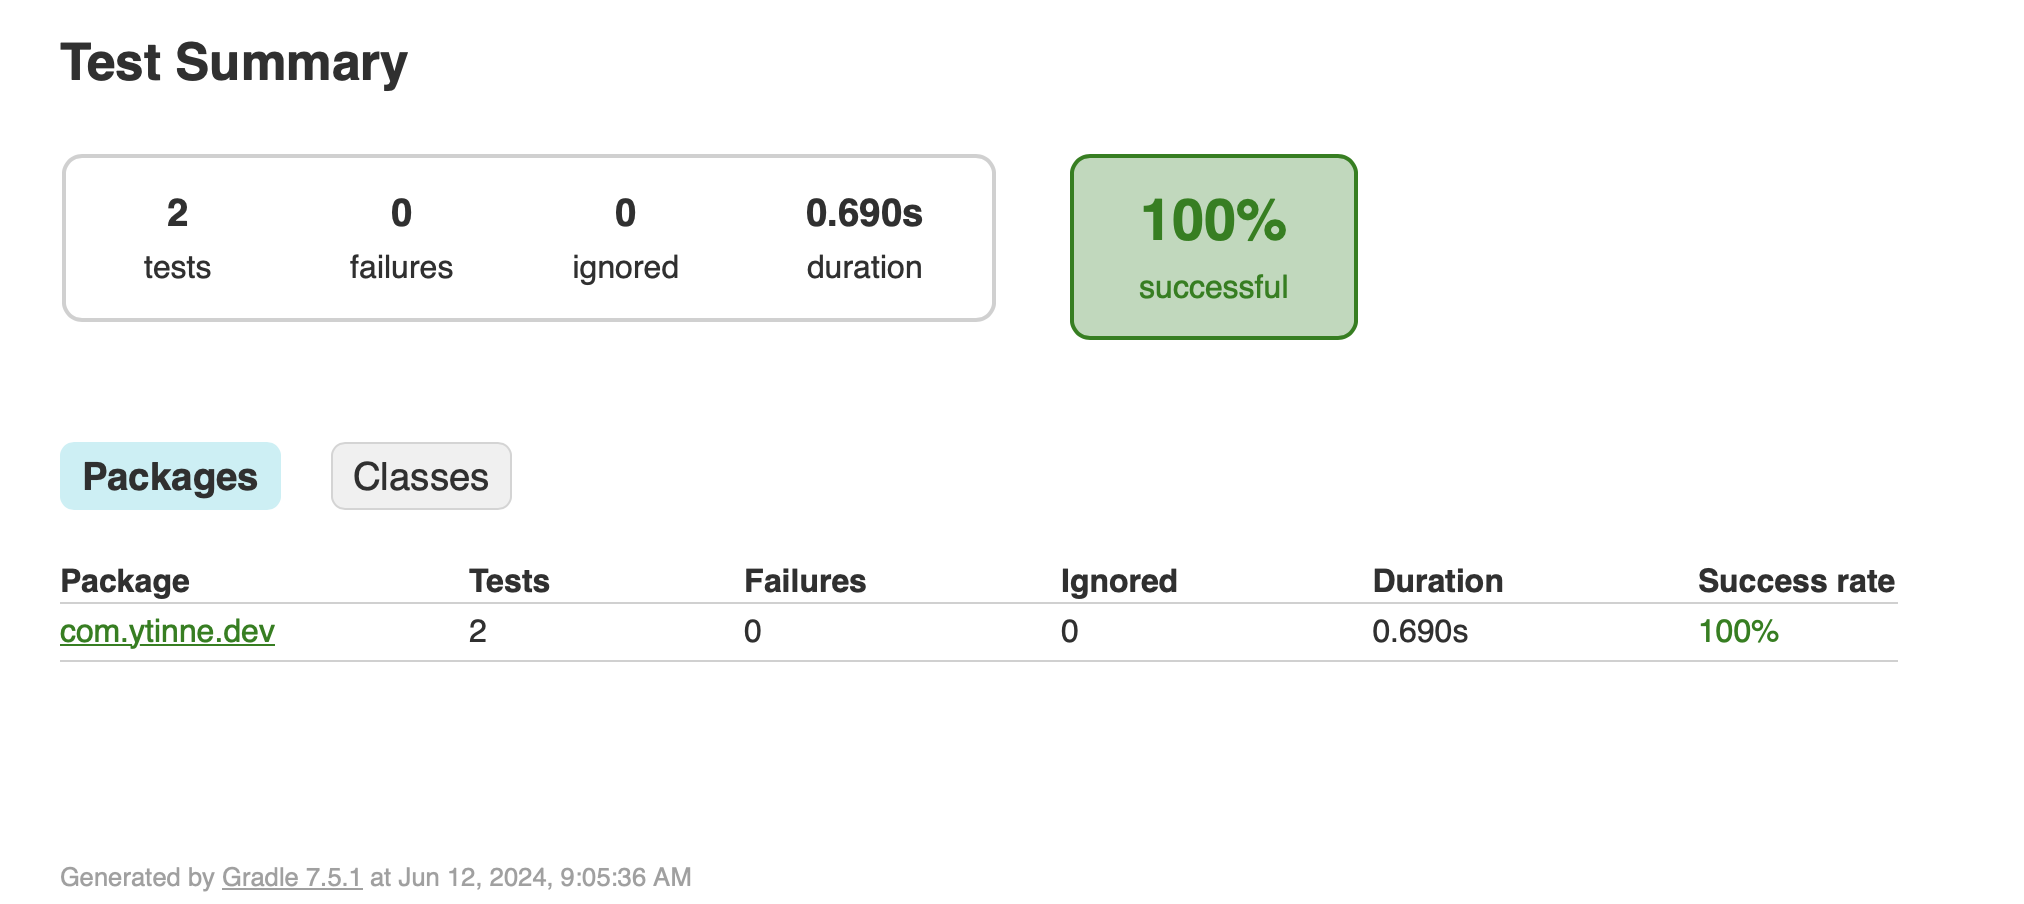 Test Summary
2 0 0 0.690s
tests failures ignored duration
100%
successful
Packages Classes
Package Tests Failures Ignored Duration Success rate
com.ytinne.dev 2 0 0 0.690s 100%
Generated by Gradle 7.5.1 at Jun 12, 2024, 9:05:36 AM